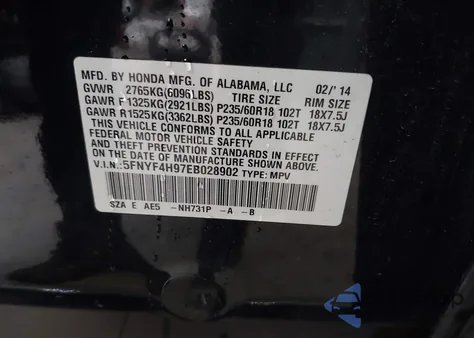 MFD. BY HONDA MFG. OF ALABAMA, LLC 02/'14
GVWR 2765KG(6096LBS) TIRE SIZE RIM SIZE
GAWR F 1325KG(2921LBS) P235/60R18 102T 18X7.5J
GAWR R 1525KG(3362LBS) P235/60R18 102T 18X7.5J
THIS VEHICLE CONFORMS TO ALL APPLICABLE
FEDERAL MOTOR VEHICLE SAFETY
AND THEFT PREVENTION STANDARDS IN EFFECT
ON THE DATE OF MANUFACTURE SHOWN ABOVE.
V.I.N.:5FNYF4H97EB028902 TYPE:MPV
SZA E AE5 -NH731P -A -B